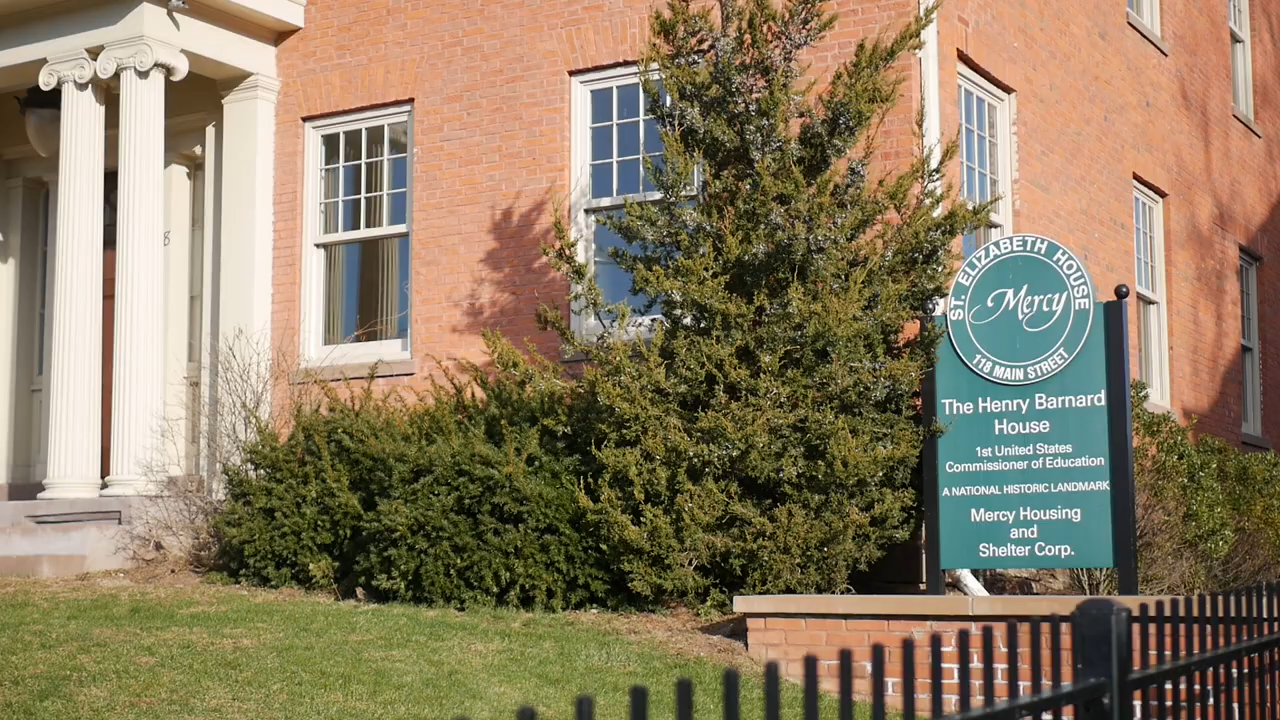 ST. ELIZABETH HOUSE
Mercy
118 MAIN STREET
The Henry Barnard
House
1st United States
Commissioner of Education
A NATIONAL HISTORIC LANDMARK
Mercy Housing
and
Shelter Corp.
8